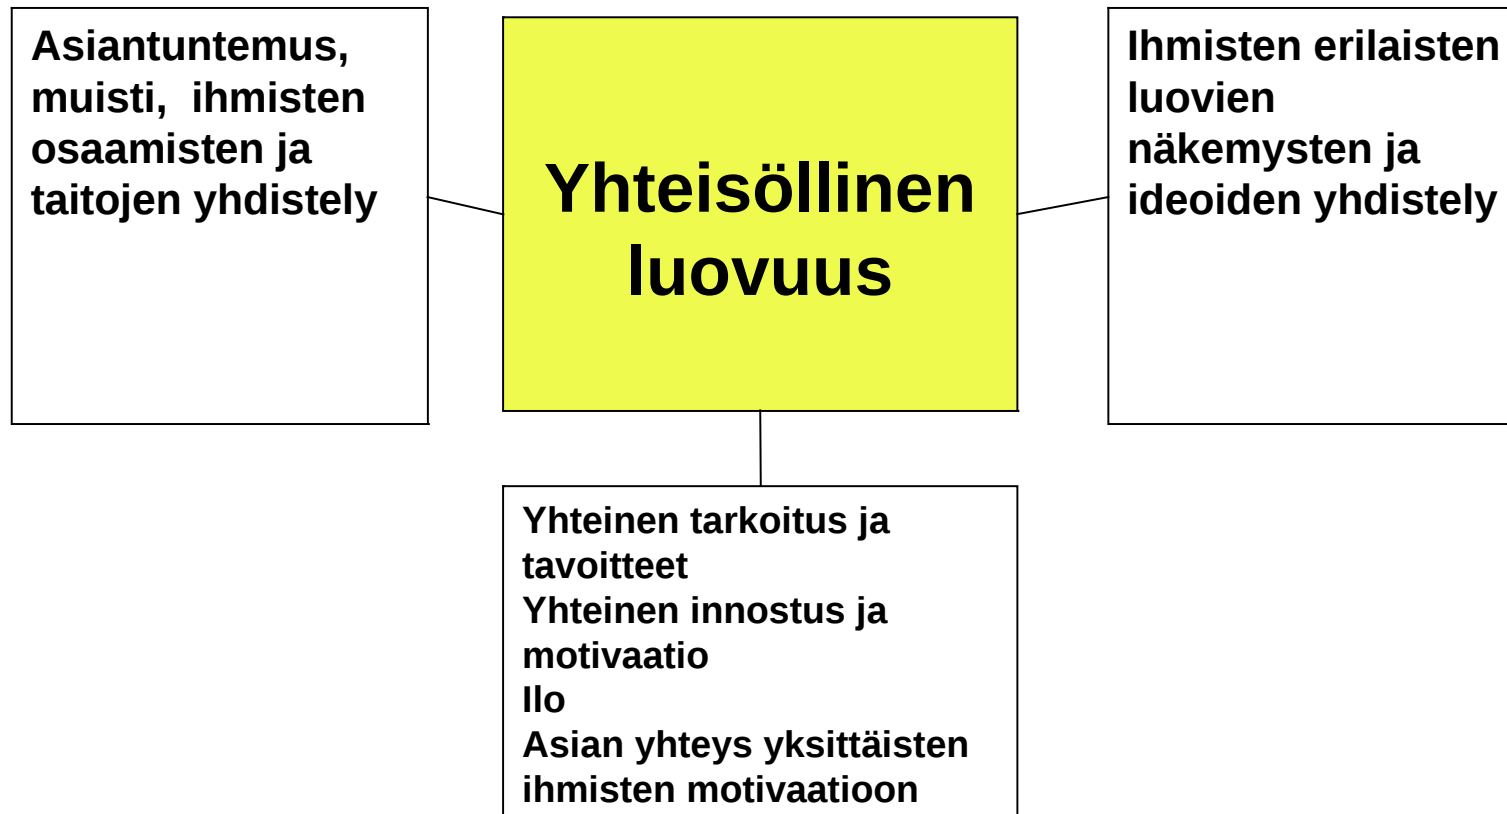 Asiantuntemus,
muisti,  ihmisten
osaamisten ja
taitojen yhdistely
Yhteisöllinen
luovuus
Ihmisten erilaisten
luovien
näkemysten ja
ideoiden yhdistely
Yhteinen tarkoitus ja
tavoitteet
Yhteinen innostus ja
motivaatio
Ilo
Asian yhteys yksittäisten
ihmisten motivaatioon